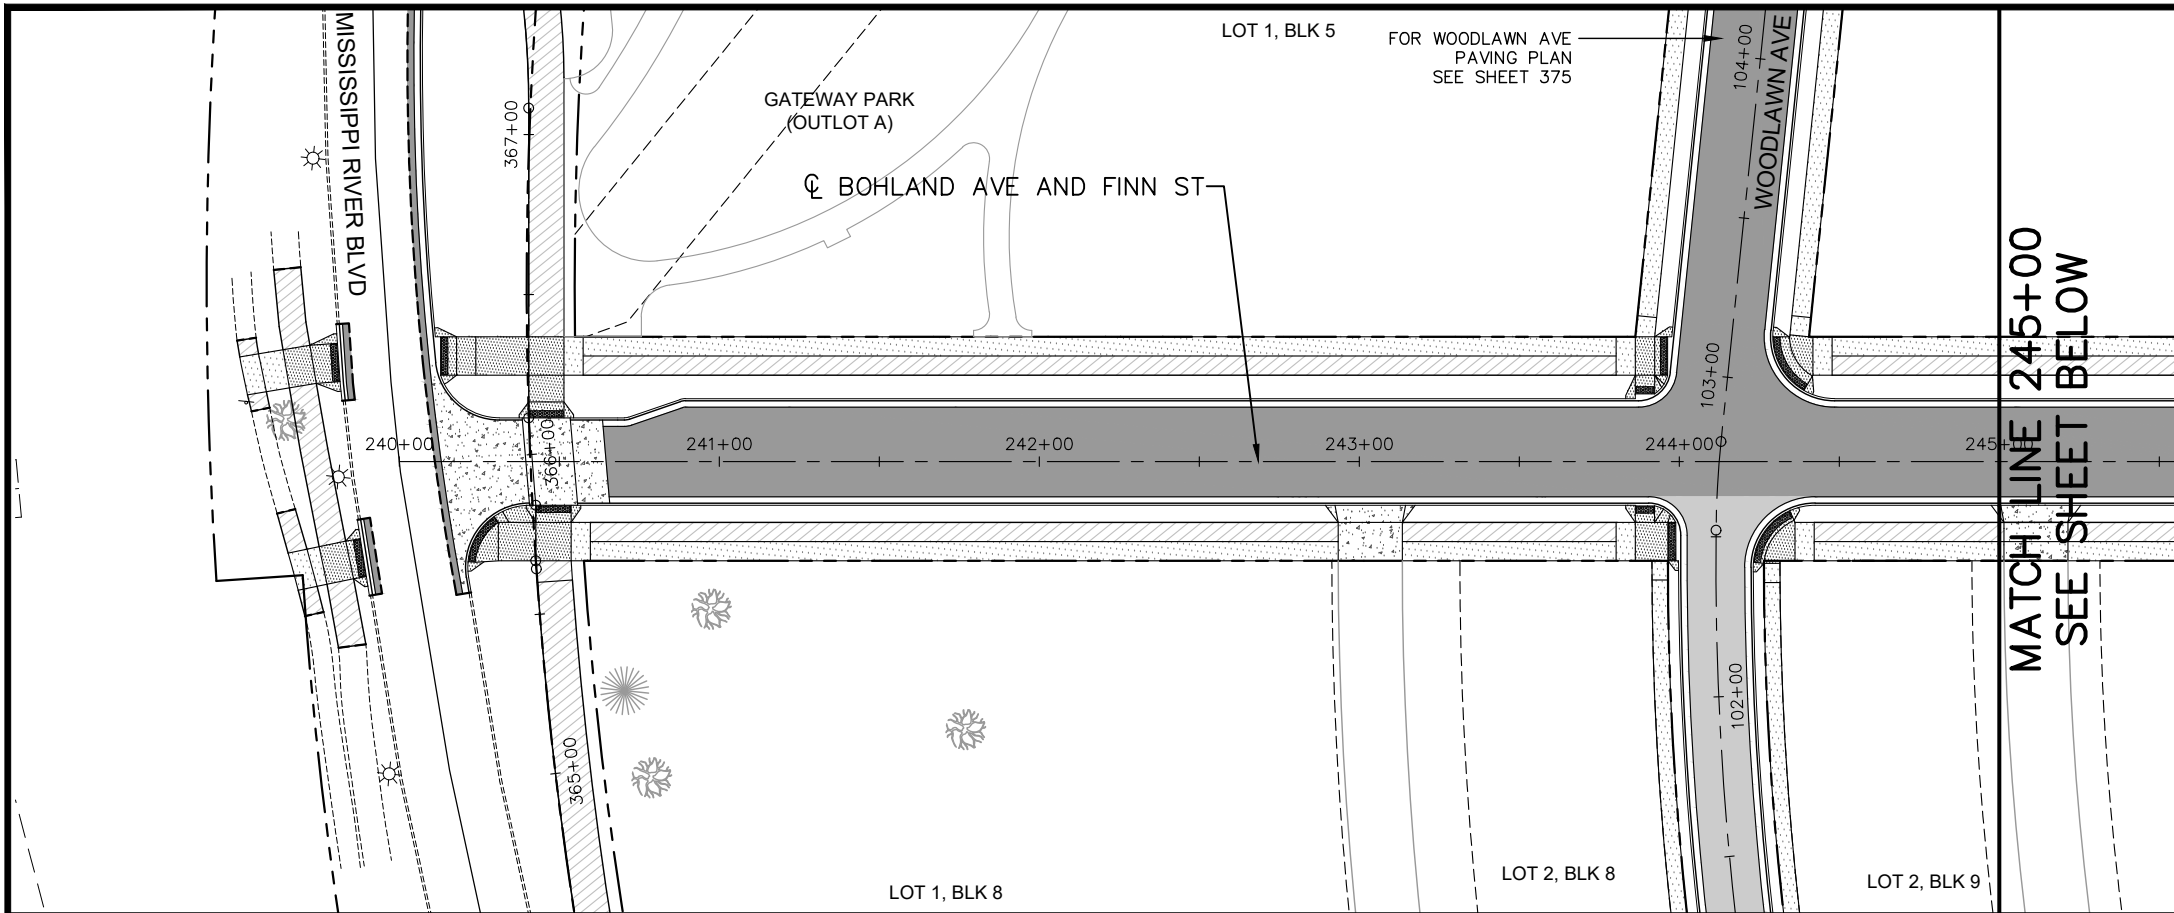 MISSISSIPPI RIVER BLVD
367+00
GATEWAY PARK
(OUTLOT A)
LOT 1, BLK 5
FOR WOODLAWN AVE
PAVING PLAN
SEE SHEET 375
104+00
WOODLAWN AVE
℄ BOHLAND AVE AND FINN ST
103+00
MATCH LINE 245+00
SEE SHEET BELOW
240+00
366+00
241+00
242+00
243+00
244+00
245+00
102+00
365+00
LOT 1, BLK 8
LOT 2, BLK 8
LOT 2, BLK 9